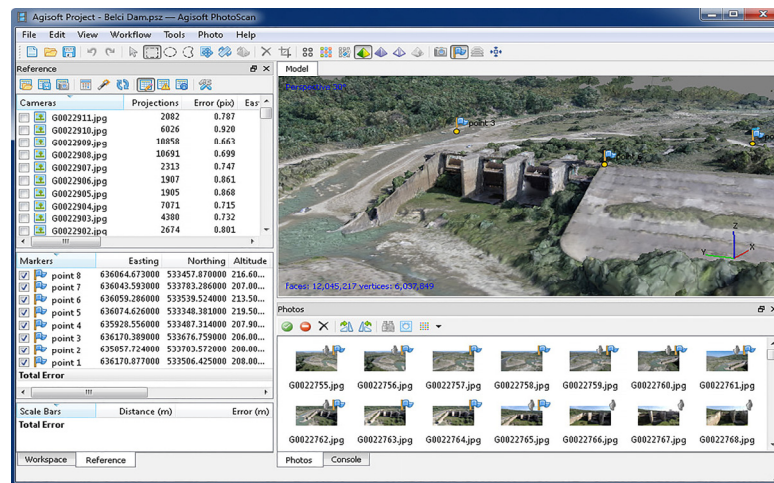 Agisoft Project - Belci Dam.psz — Agisoft PhotoScan
File Edit View Workflow Tools Photo Help
Reference
Cameras Projections Error (pix) Eas
G0022911.jpg 2082 0.787
G0022910.jpg 6026 0.920
G0022909.jpg 10858 0.663
G0022908.jpg 10691 0.699
G0022907.jpg 2313 0.747
G0022906.jpg 1907 0.861
G0022905.jpg 1905 0.868
G0022904.jpg 7071 0.715
G0022903.jpg 4380 0.732
G0022902.jpg 2674 0.801
Markers Easting Northing Altitude
point 8 636064.673000 533457.870000 216.60...
point 7 636043.593000 533783.286000 207.00...
point 6 636059.286000 533539.524000 213.50...
point 5 636074.626000 533348.381000 219.50...
point 4 635928.556000 533487.314000 207.90...
point 3 636170.389000 533676.759000 206.00...
point 2 635057.724000 533703.572000 200.00...
point 1 636170.877000 533506.425000 208.00...
Total Error
Scale Bars Distance (m) Error (m)
Total Error
Workspace Reference
Model
Perspective 30°
point 3
faces: 12,045,217 vertices: 6,037,849
Z
Y
X
Photos
G0022755.jpg G0022756.jpg G0022757.jpg G0022758.jpg G0022759.jpg G0022760.jpg G0022761.jpg
G0022762.jpg G0022763.jpg G0022764.jpg G0022765.jpg G0022766.jpg G0022767.jpg G0022768.jpg
Photos Console